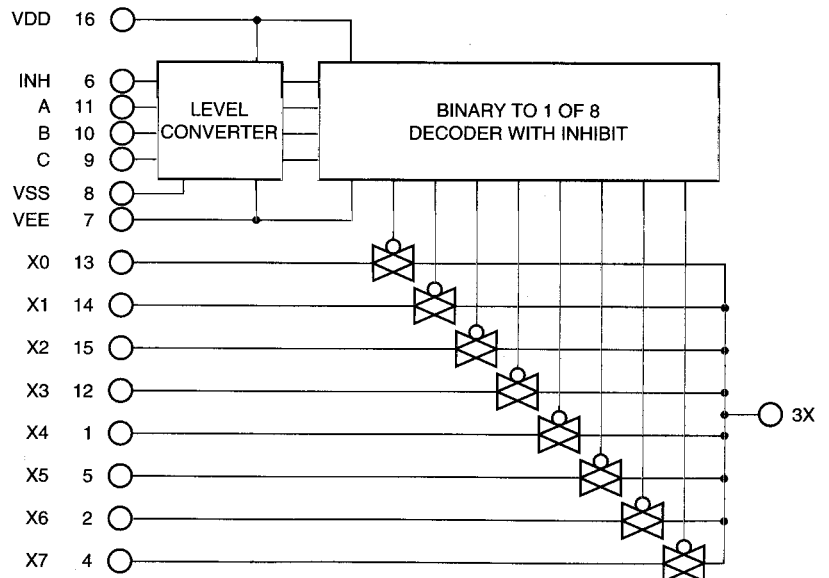 VDD 16
INH 6
A 11
B 10
C 9
VSS 8
VEE 7
LEVEL
CONVERTER
BINARY TO 1 OF 8
DECODER WITH INHIBIT
X0 13
X1 14
X2 15
X3 12
X4 1
X5 5
X6 2
X7 4
3X